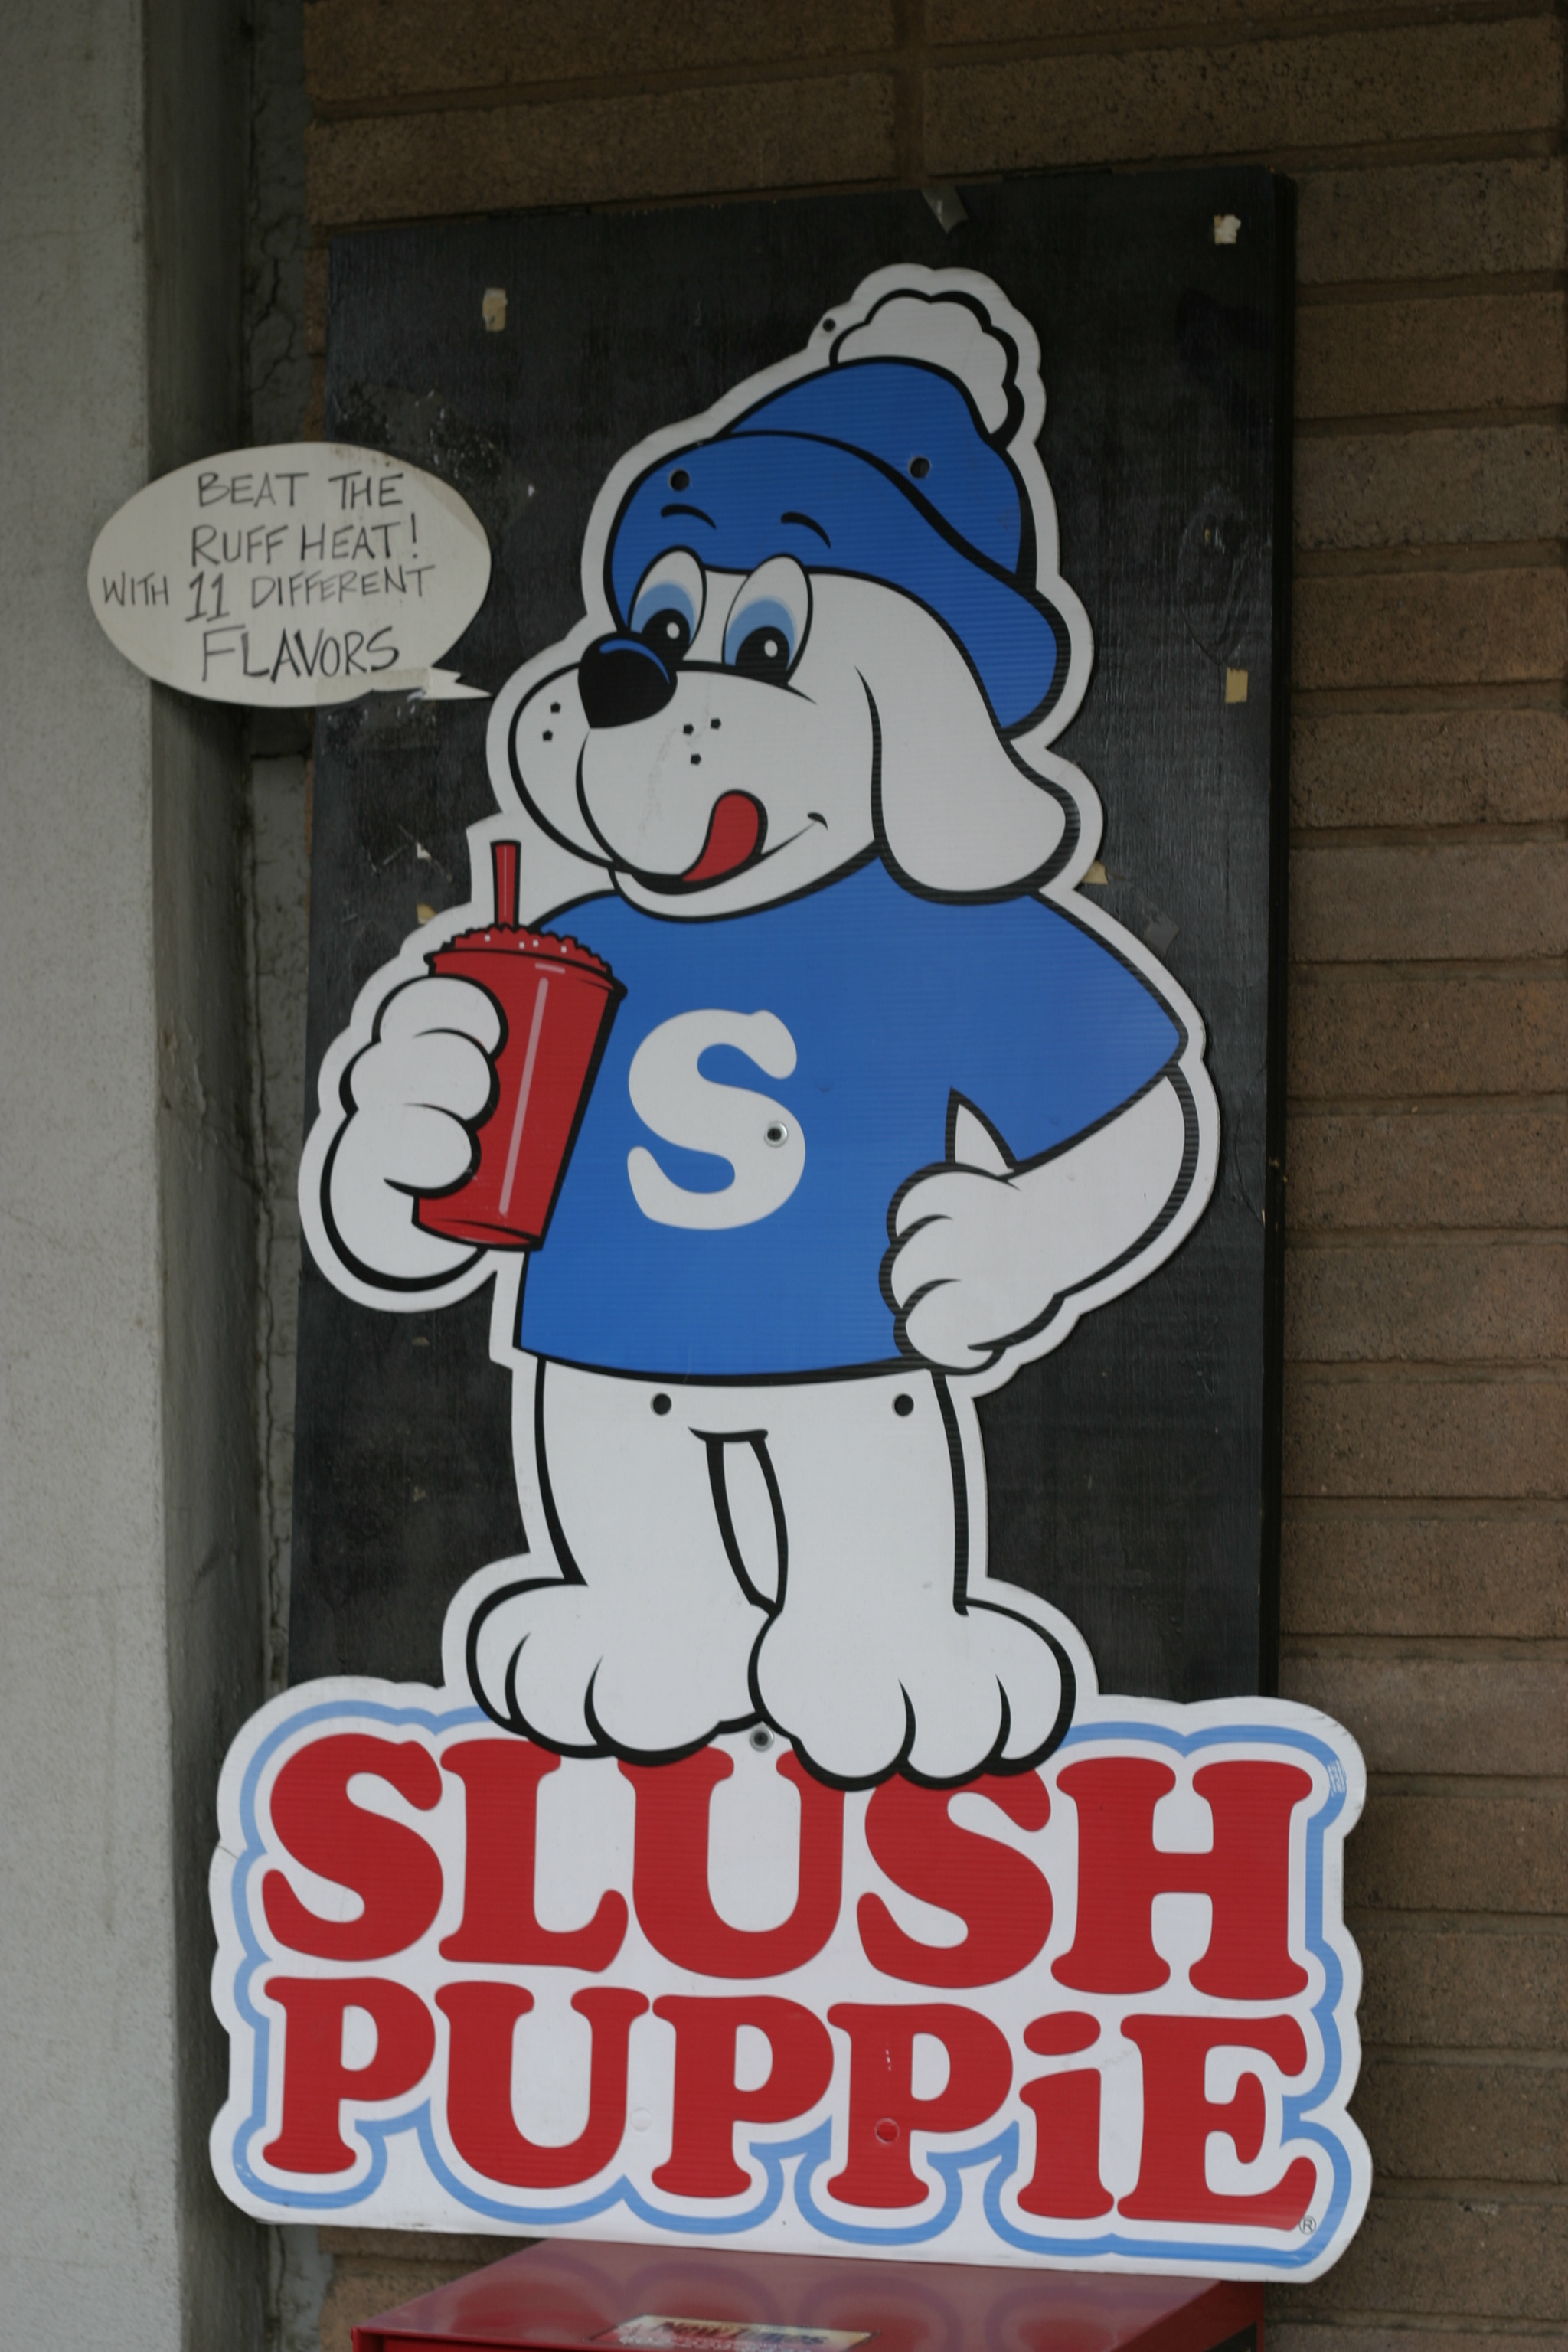 BEAT THE
RUFF HEAT!
WITH 11 DIFFERENT
FLAVORS
S
SLUSH
PUPPiE
®